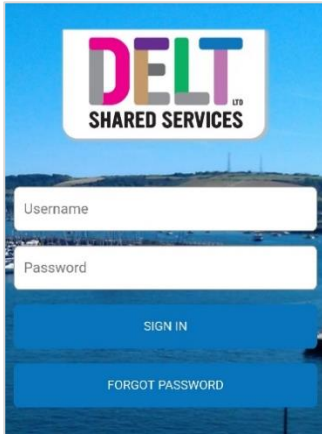 DELT
LTD
SHARED SERVICES
Username
Password
SIGN IN
FORGOT PASSWORD